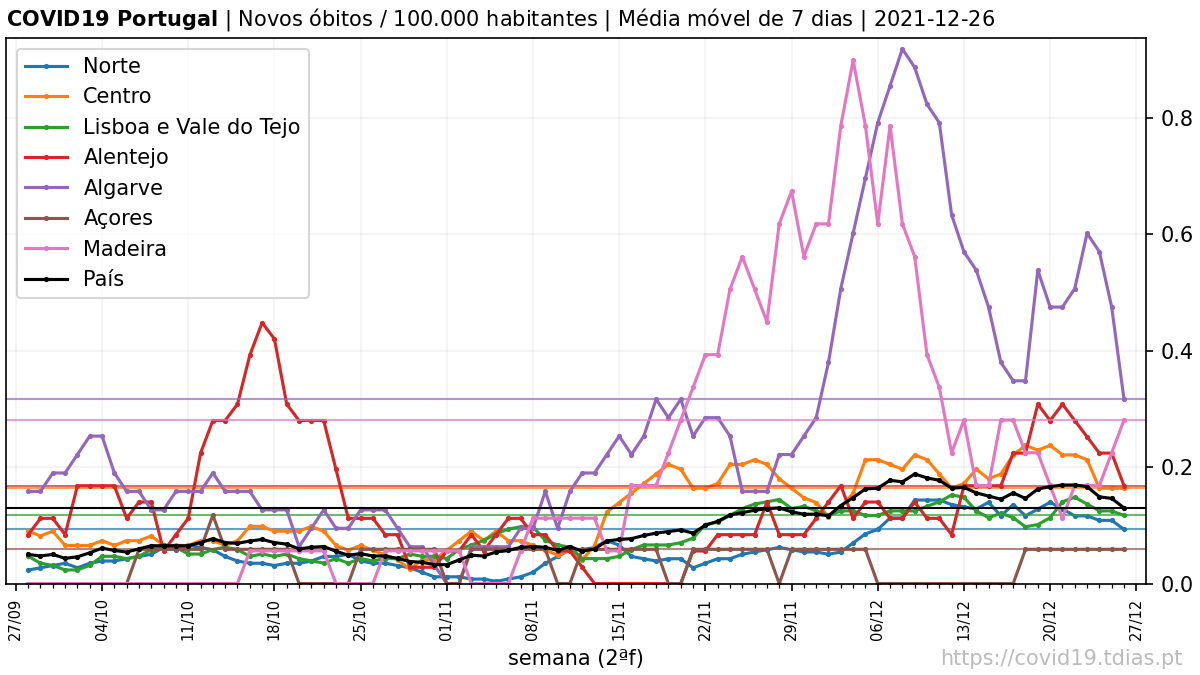 COVID19 Portugal | Novos óbitos / 100.000 habitantes | Média móvel de 7 dias | 2021-12-26
Norte
Centro
Lisboa e Vale do Tejo
Alentejo
Algarve
Açores
Madeira
País
0.8
0.6
0.4
0.2
0.0
27/09
04/10
11/10
18/10
25/10
01/11
08/11
15/11
22/11
29/11
06/12
13/12
20/12
27/12
semana (2ªf)
https://covid19.tdias.pt